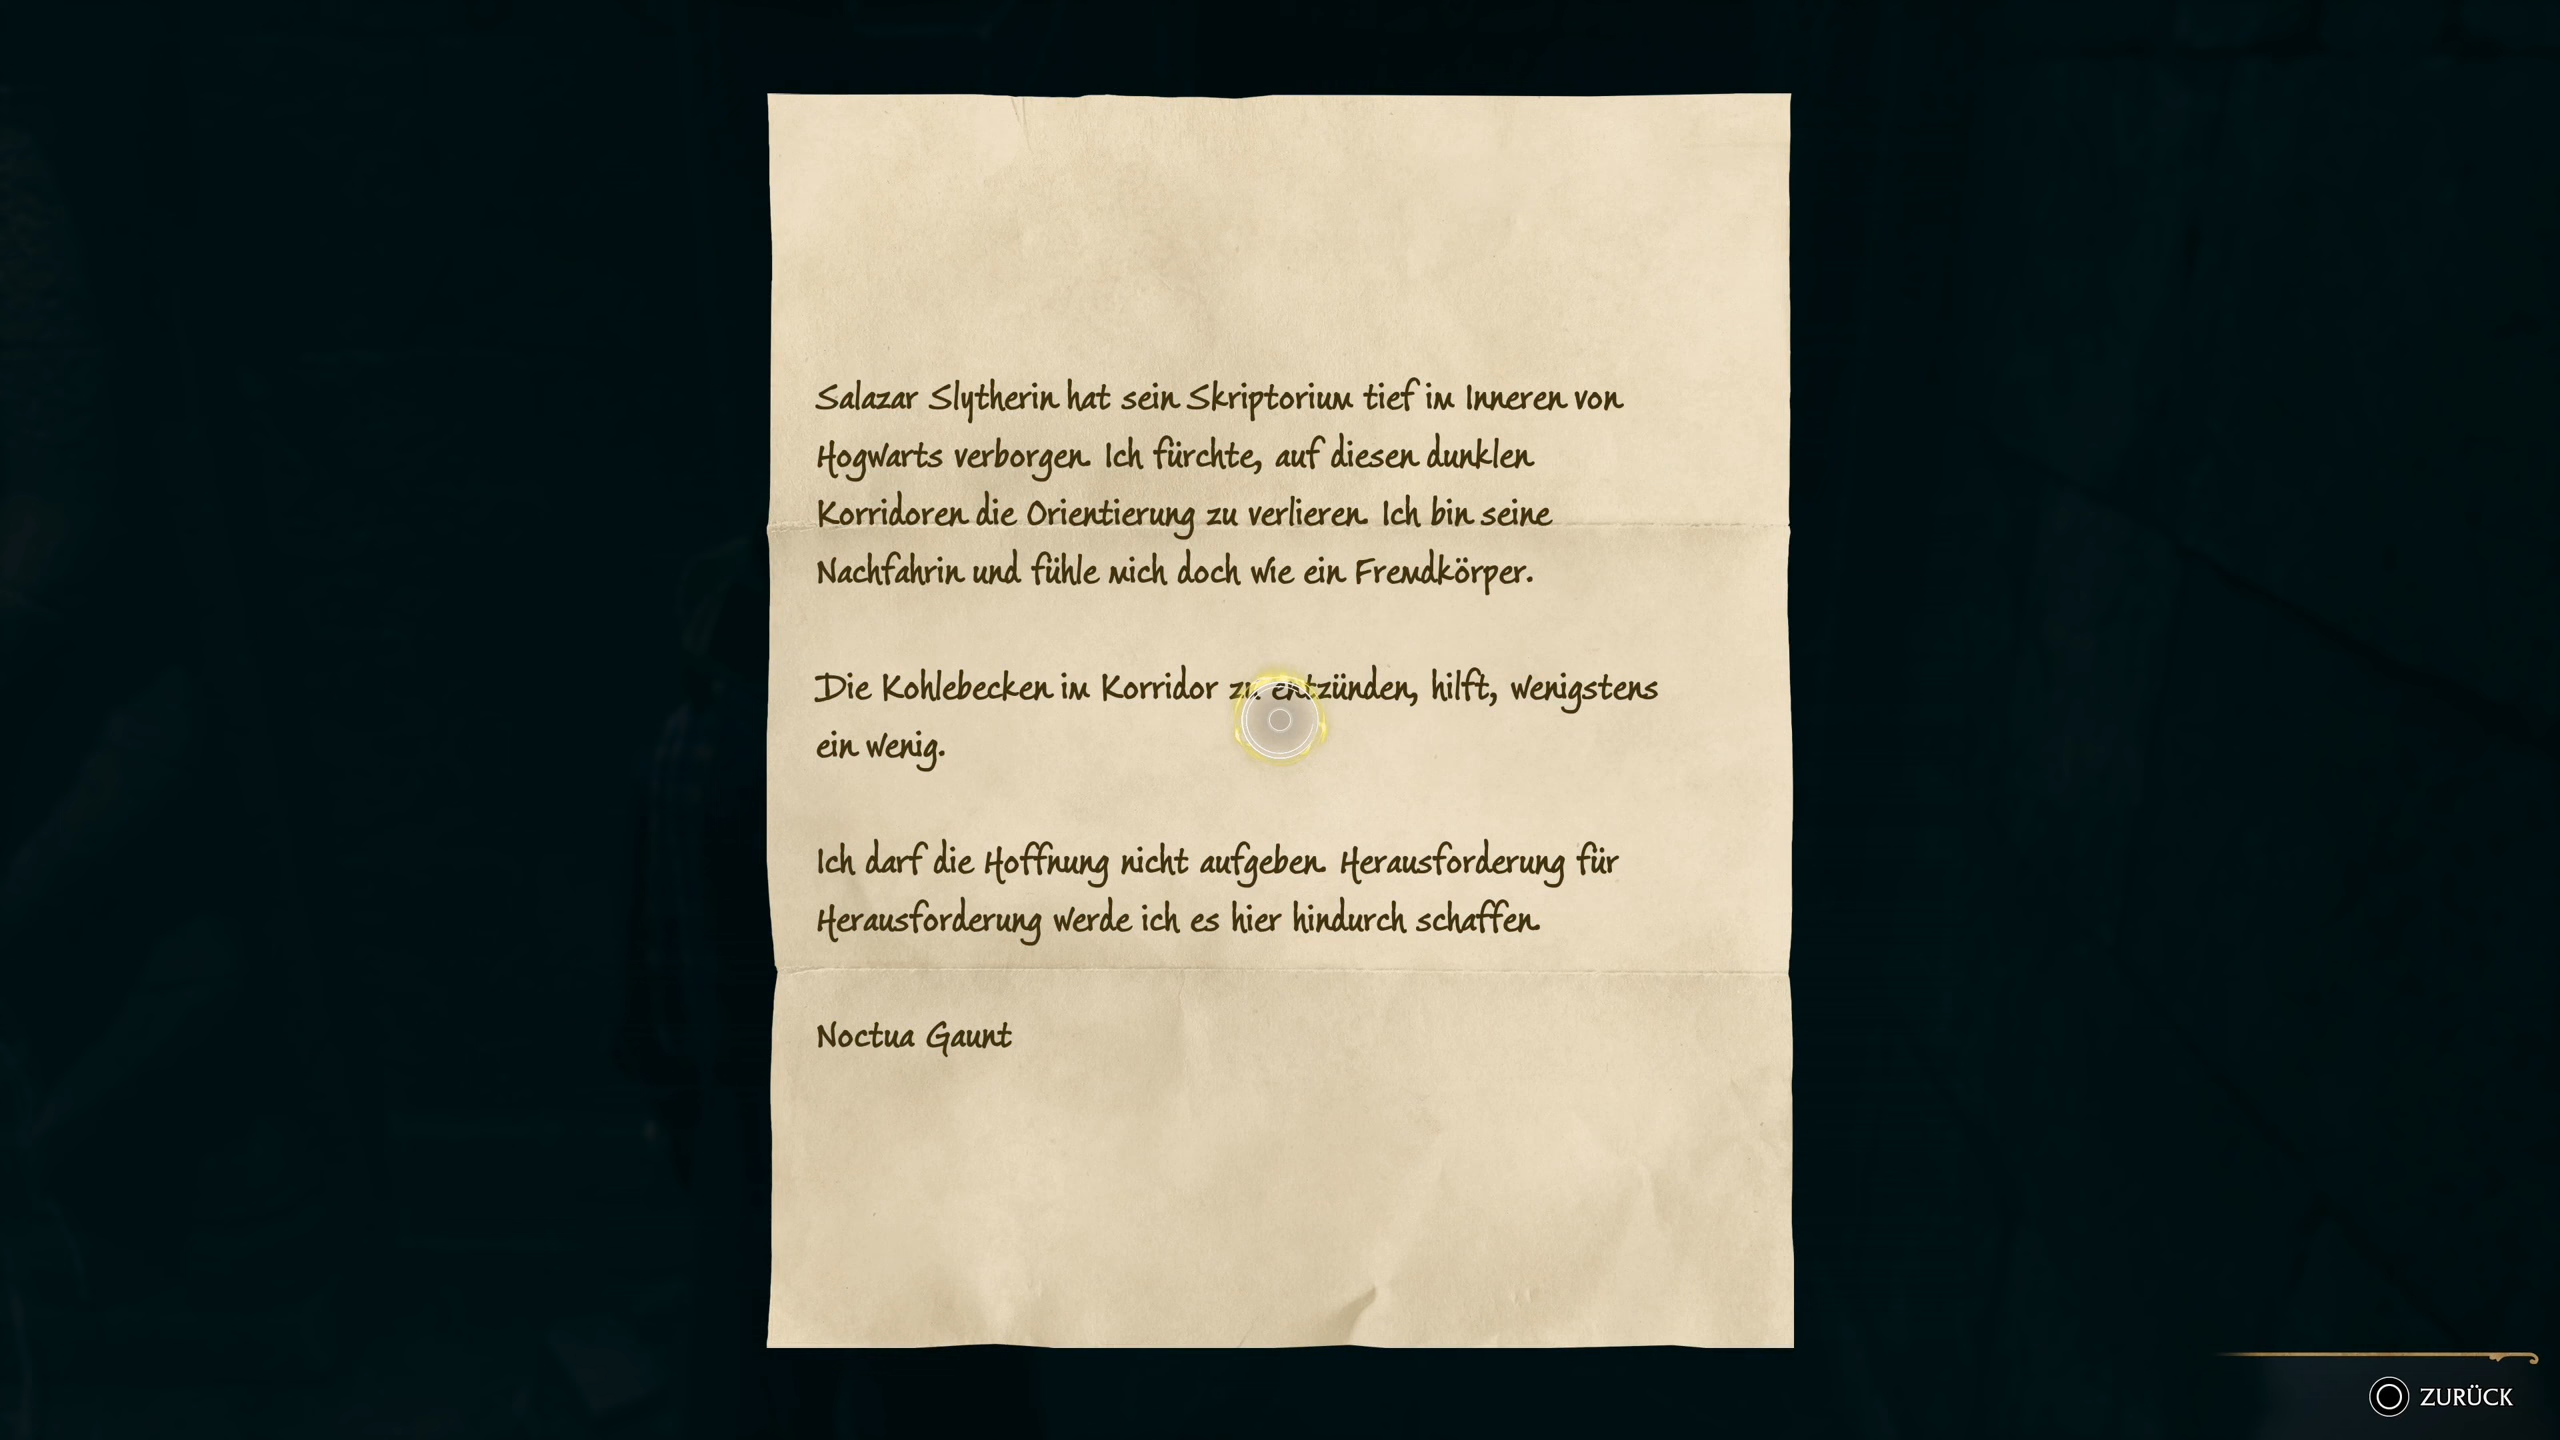 Salazar Slytherin hat sein Skriptorium tief im Inneren von
Hogwarts verborgen. Ich fürchte, auf diesen dunklen
Korridoren die Orientierung zu verlieren. Ich bin seine
Nachfahrin und fühle mich doch wie ein Fremdkörper.
Die Kohlebecken im Korridor zu entzünden, hilft, wenigstens
ein wenig.
Ich darf die Hoffnung nicht aufgeben. Herausforderung für
Herausforderung werde ich es hier hindurch schaffen.
Noctua Gaunt
ZURÜCK